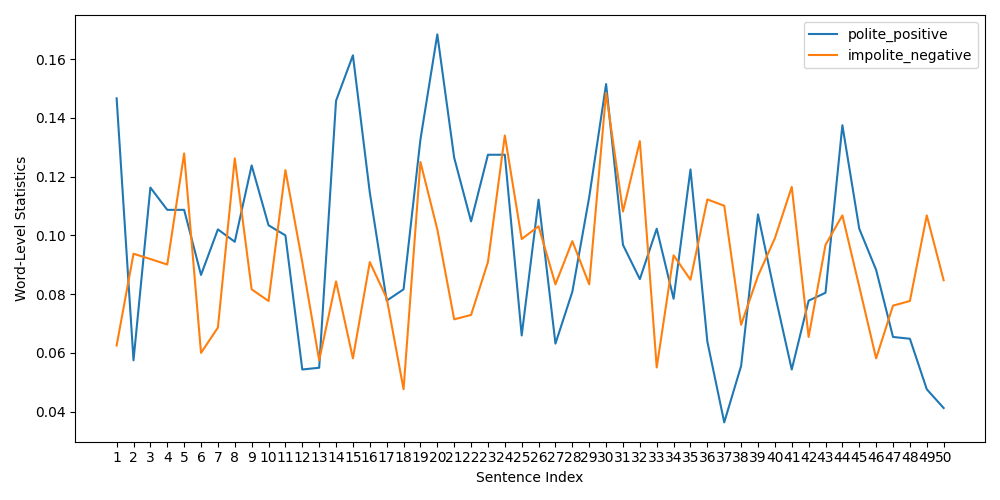 polite_positive
impolite_negative
0.16
0.14
0.12
0.10
0.08
0.06
0.04
Word-Level Statistics
1 2 3 4 5 6 7 8 9 10 11 12 13 14 15 16 17 18 19 20 21 22 23 24 25 26 27 28 29 30 31 32 33 34 35 36 37 38 39 40 41 42 43 44 45 46 47 48 49 50
Sentence Index